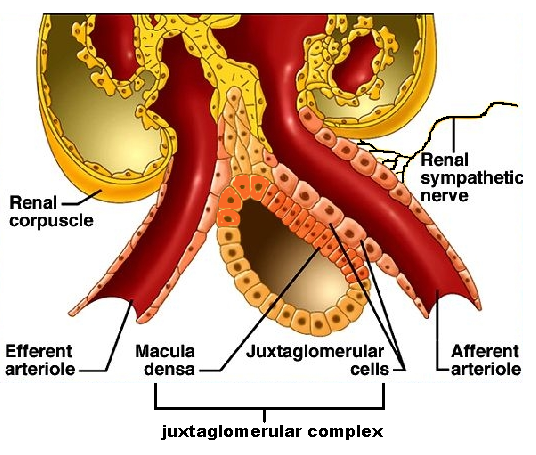 Renal
corpuscle
Renal
sympathetic
nerve
Efferent
arteriole
Macula
densa
Juxtaglomerular
cells
Afferent
arteriole
juxtaglomerular complex